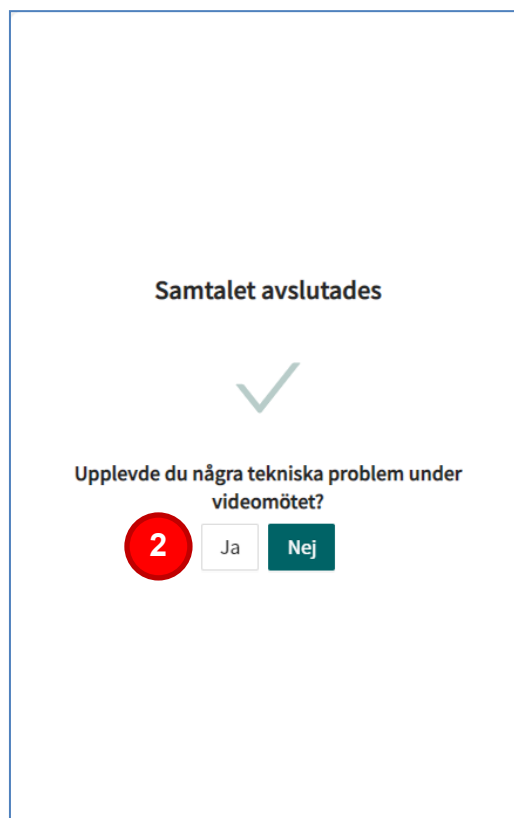 Samtalet avslutades
Upplevde du några tekniska problem under
videomötet?
2 Ja Nej